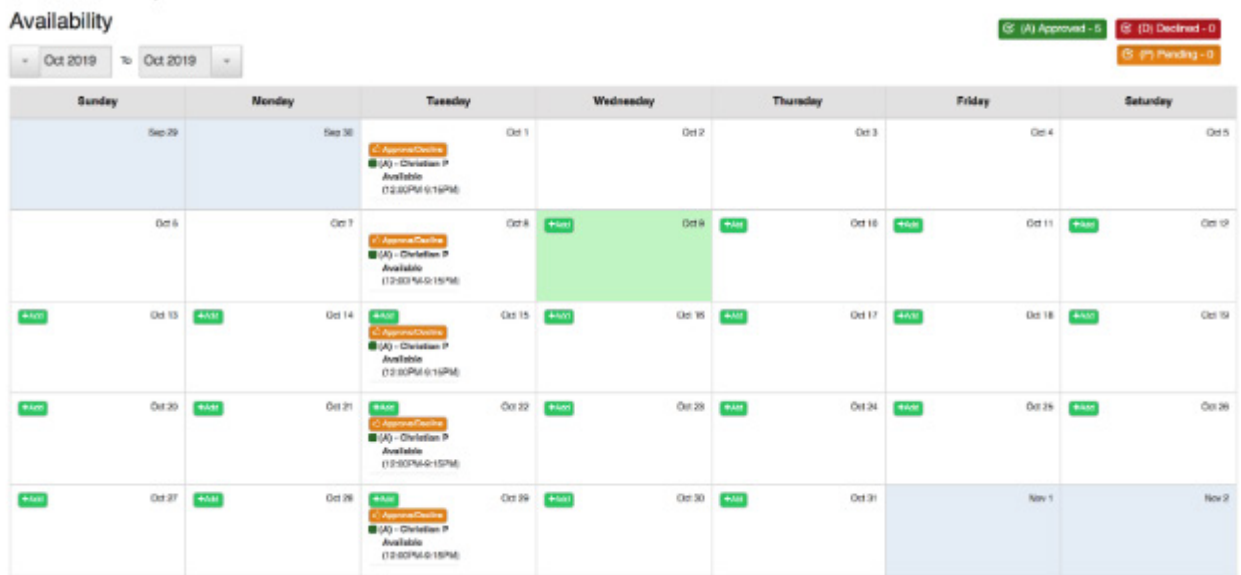 Availability
(A) Approved - 5
(D) Declined - 0
Oct 2019 To Oct 2019
(P) Pending - 0
Sunday Monday Tuesday Wednesday Thursday Friday Saturday
Sep 29 Sep 30 Oct 1 Oct 2 Oct 3 Oct 4 Oct 5
Approve/Decline
(A) - Christian P
Available
(12:00PM-9:15PM)
Oct 6 Oct 7 Oct 8 +Add Oct 9 +Add Oct 10 +Add Oct 11 +Add Oct 12
Approve/Decline
(A) - Christian P
Available
(12:00PM-9:15PM)
+Add Oct 13 +Add Oct 14 +Add Oct 15 +Add Oct 16 +Add Oct 17 +Add Oct 18 +Add Oct 19
Approve/Decline
(A) - Christian P
Available
(12:00PM-9:15PM)
+Add Oct 20 +Add Oct 21 +Add Oct 22 +Add Oct 23 +Add Oct 24 +Add Oct 25 +Add Oct 26
Approve/Decline
(A) - Christian P
Available
(12:00PM-9:15PM)
+Add Oct 27 +Add Oct 28 +Add Oct 29 +Add Oct 30 +Add Oct 31 Nov 1 Nov 2
Approve/Decline
(A) - Christian P
Available
(12:00PM-9:15PM)